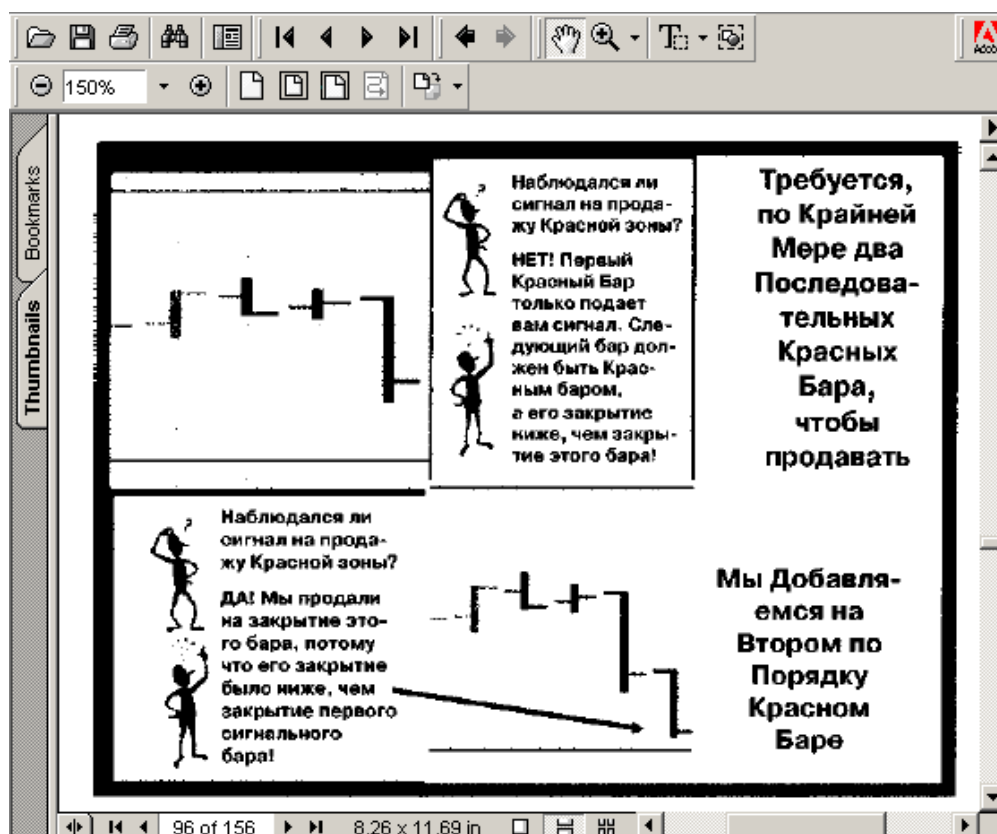 150%
Adobe
Bookmarks
Thumbnails
Наблюдался ли
сигнал на прода-
жу Красной зоны?
НЕТ! Первый
Красный Бар
только подает
вам сигнал. Сле-
дующий бар дол-
жен быть Крас-
ным баром,
а его закрытие
ниже, чем закры-
тие этого бара!
Требуется,
по Крайней
Мере два
Последова-
тельных
Красных
Бара,
чтобы
продавать
Наблюдался ли
сигнал на прода-
жу Красной зоны?
ДА! Мы продали
на закрытие это-
го бара, потому
что его закрытие
было ниже, чем
закрытие первого
сигнального
бара!
Мы Добавля-
емся на
Втором по
Порядку
Красном
Баре
96 of 156
8,26 x 11,69 in